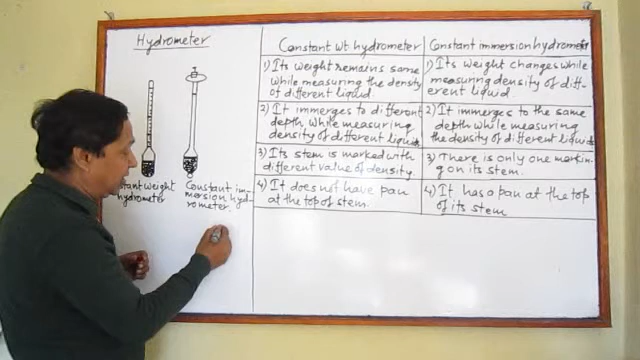 Hydrometer
Constant weight
hydrometer
Constant im-
mersion hyd-
rometer.
Constant wt hydrometer
1) Its weight remains same
while measuring the density
of different liquid.
2) It immerges to different
depth while measuring
density of different liquid
3) Its stem is marked with
different value of density.
4) It does not have pan
at the top of stem.
Constant immersion hydrometer
1) Its weight changes while
measuring density of diff-
erent liquid
2) It immerges to the same
depth while measuring
the density of different liquid
3) There is only one markin-
g on its stem.
4) It has a pan at the top
of its stem